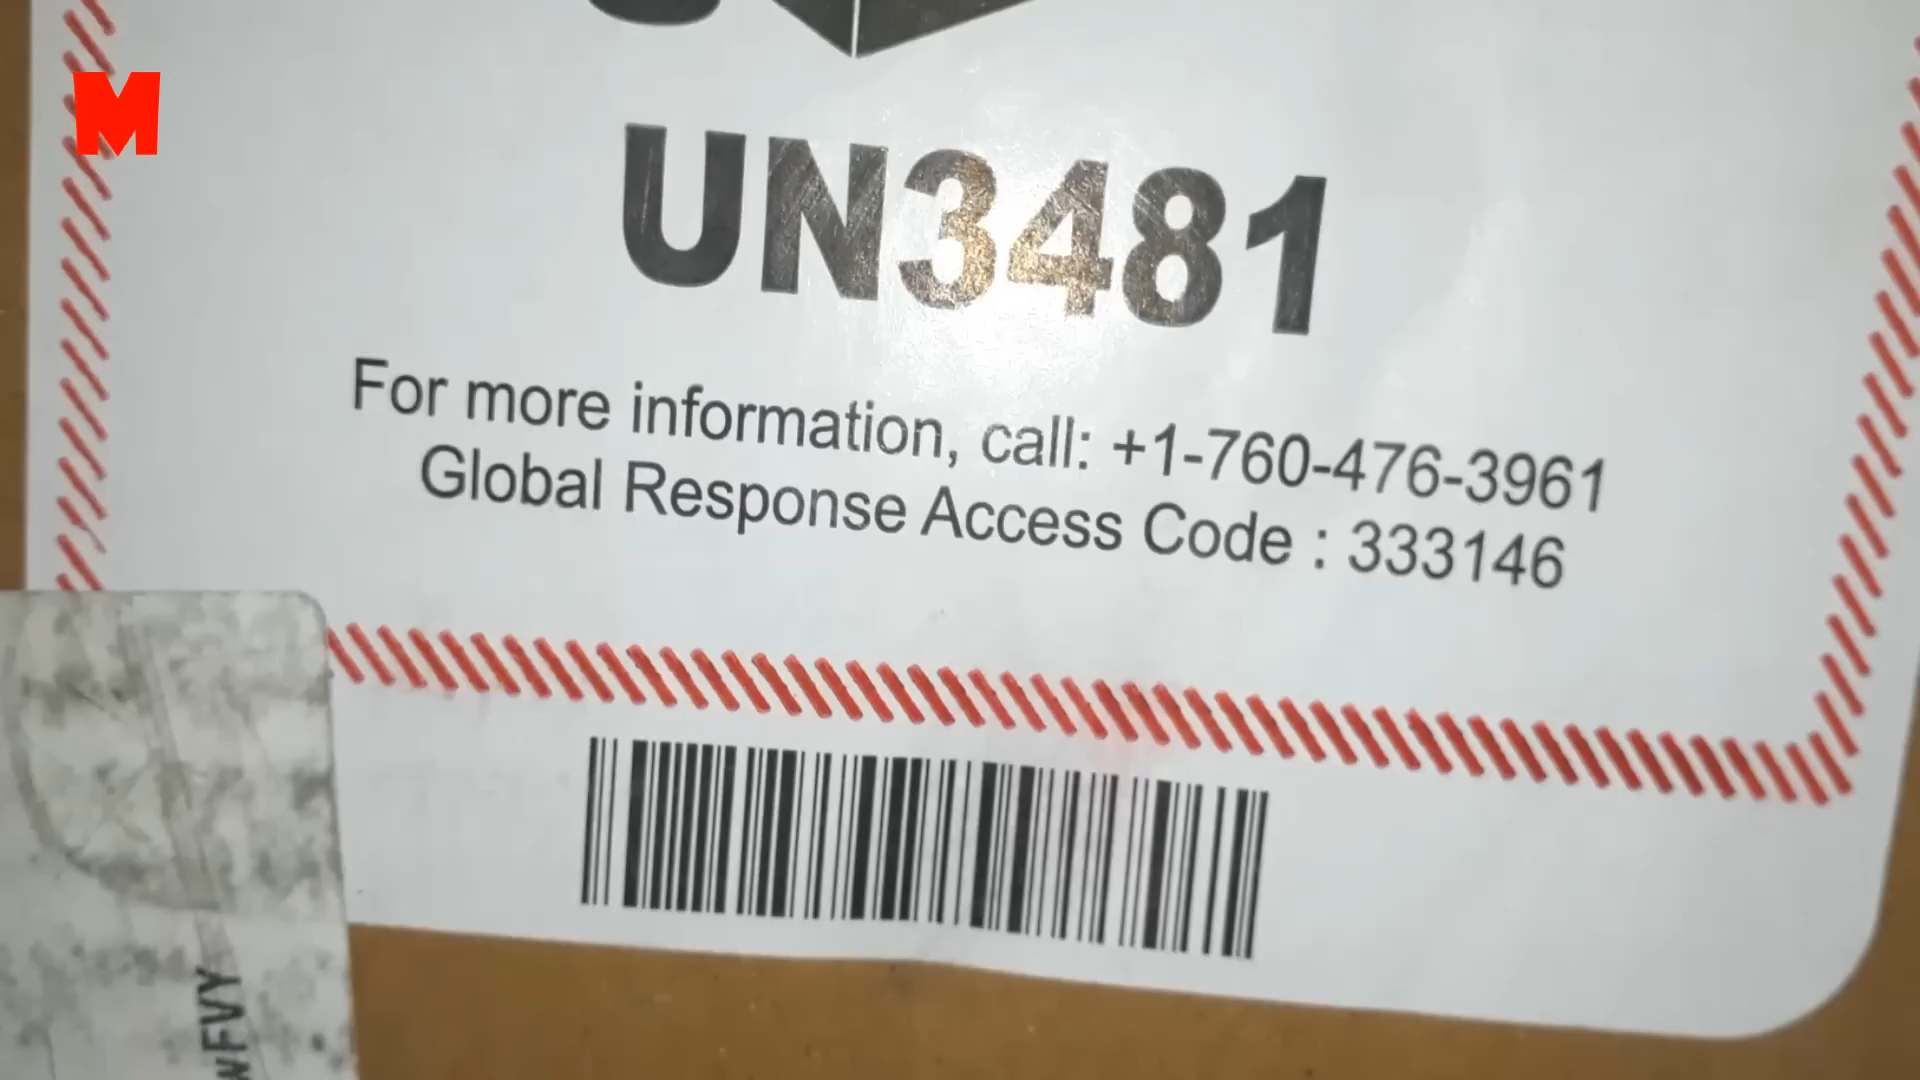 M
UN3481
For more information, call: +1-760-476-3961
Global Response Access Code : 333146
wFVY